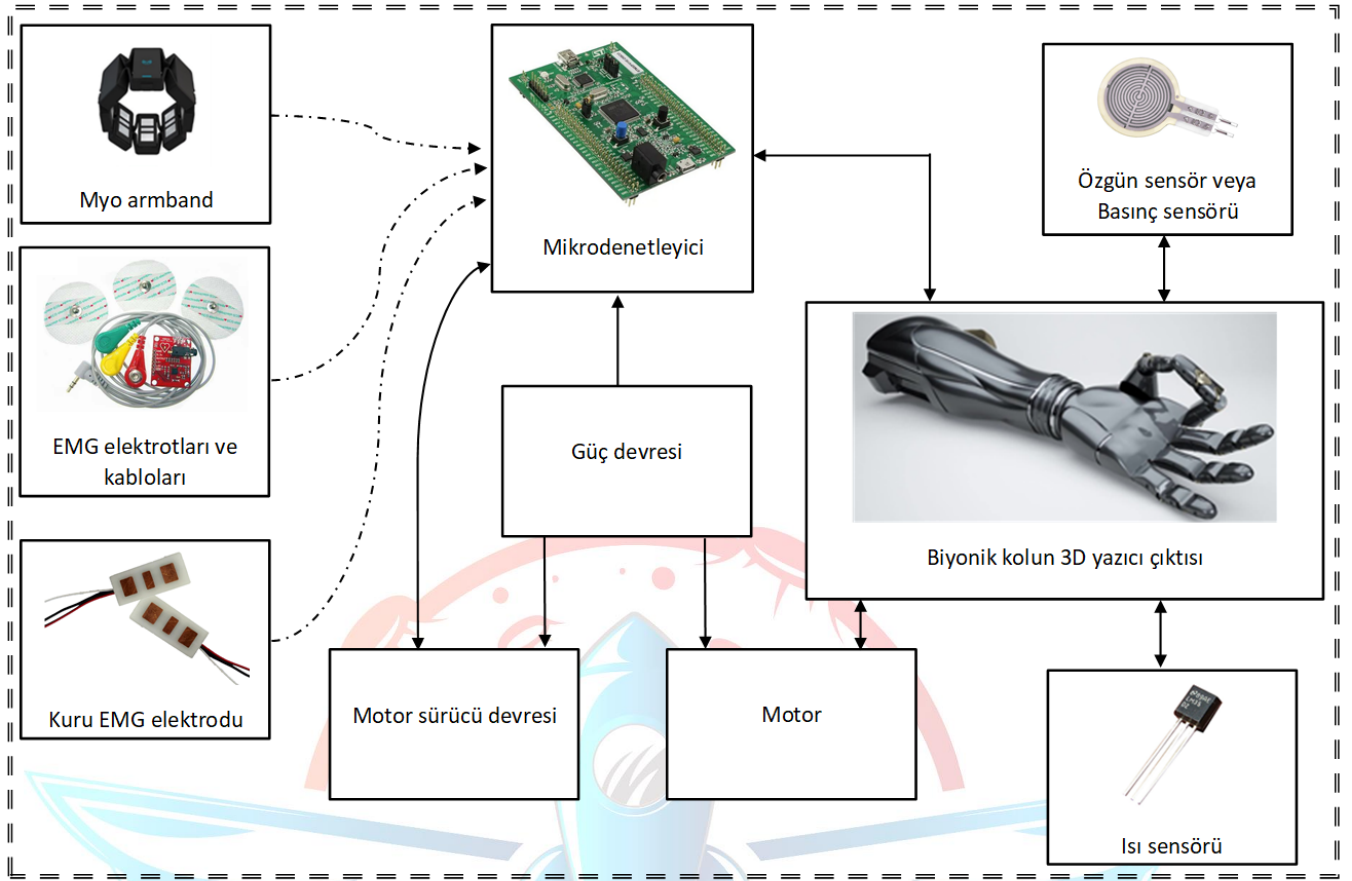 Myo armband
Mikrodenetleyici
Özgün sensör veya
Basınç sensörü
EMG elektrotları ve
kabloları
Güç devresi
Biyonik kolun 3D yazıcı çıktısı
Kuru EMG elektrodu
Motor sürücü devresi
Motor
Isı sensörü